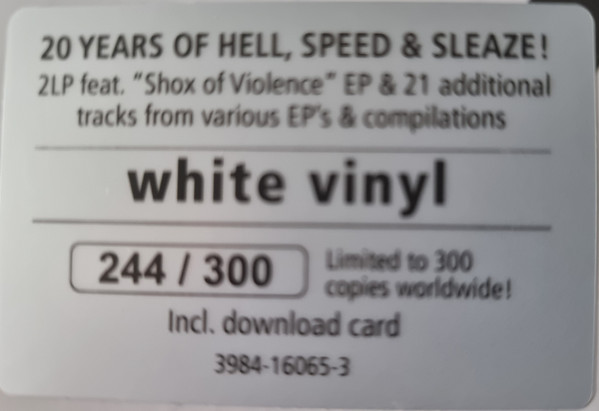 20 YEARS OF HELL, SPEED & SLEAZE!
2LP feat. "Shox of Violence" EP & 21 additional
tracks from various EP's & compilations
white vinyl
244 / 300
Limited to 300
copies worldwide!
Incl. download card
3984-16065-3